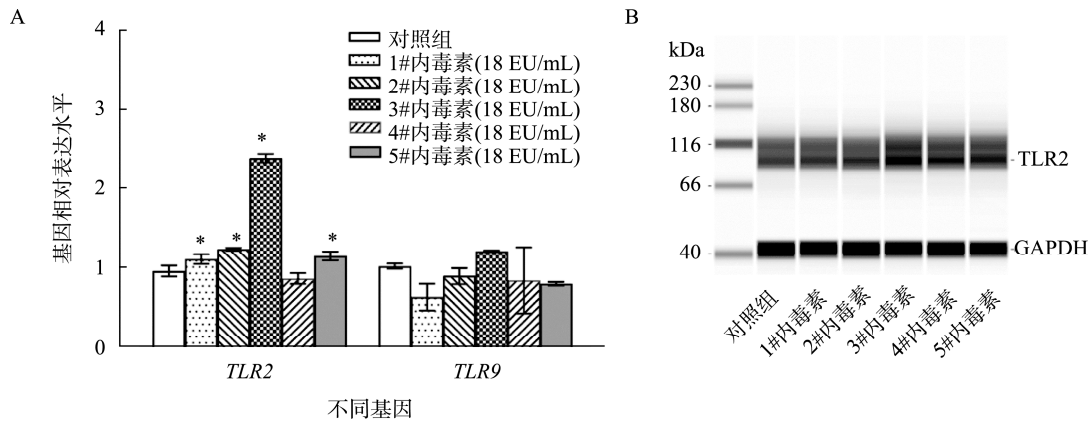 A
基因相对表达水平
4
3
2
1
0
对照组
1#内毒素(18 EU/mL)
2#内毒素(18 EU/mL)
3#内毒素(18 EU/mL)
4#内毒素(18 EU/mL)
5#内毒素(18 EU/mL)
*
*
*
*
TLR2
TLR9
不同基因
B
kDa
230
180
116
66
40
TLR2
GAPDH
对照组
1#内毒素
2#内毒素
3#内毒素
4#内毒素
5#内毒素